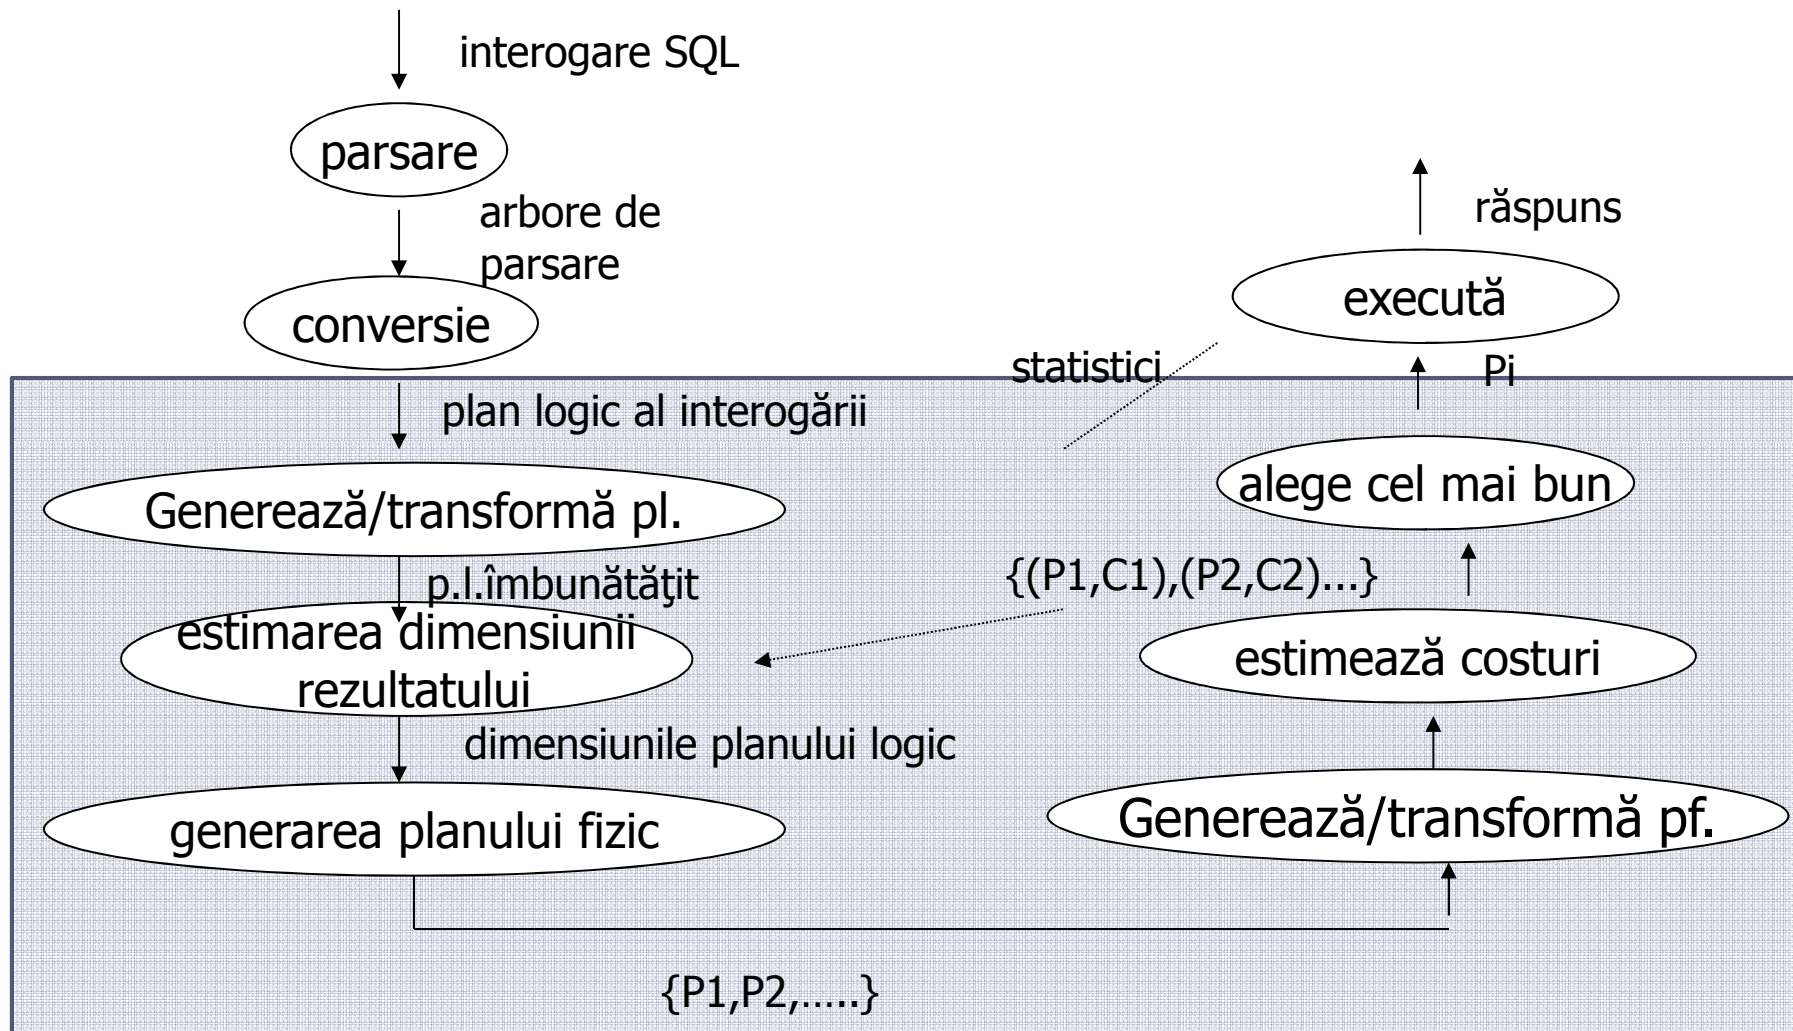 interogare SQL
parsare
arbore de
parsare
conversie
plan logic al interogării
Generează/transformă pl.
p.l.îmbunătăţit
estimarea dimensiunii
rezultatului
dimensiunile planului logic
generarea planului fizic
{P1,P2,.....}
Generează/transformă pf.
estimează costuri
{(P1,C1),(P2,C2)...}
alege cel mai bun
Pi
statistici
execută
răspuns